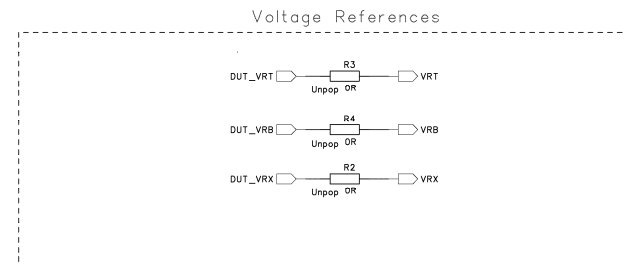 Voltage References
R3
DUT_VRT VRT
Unpop 0R
R4
DUT_VRB VRB
Unpop 0R
R2
DUT_VRX VRX
Unpop 0R